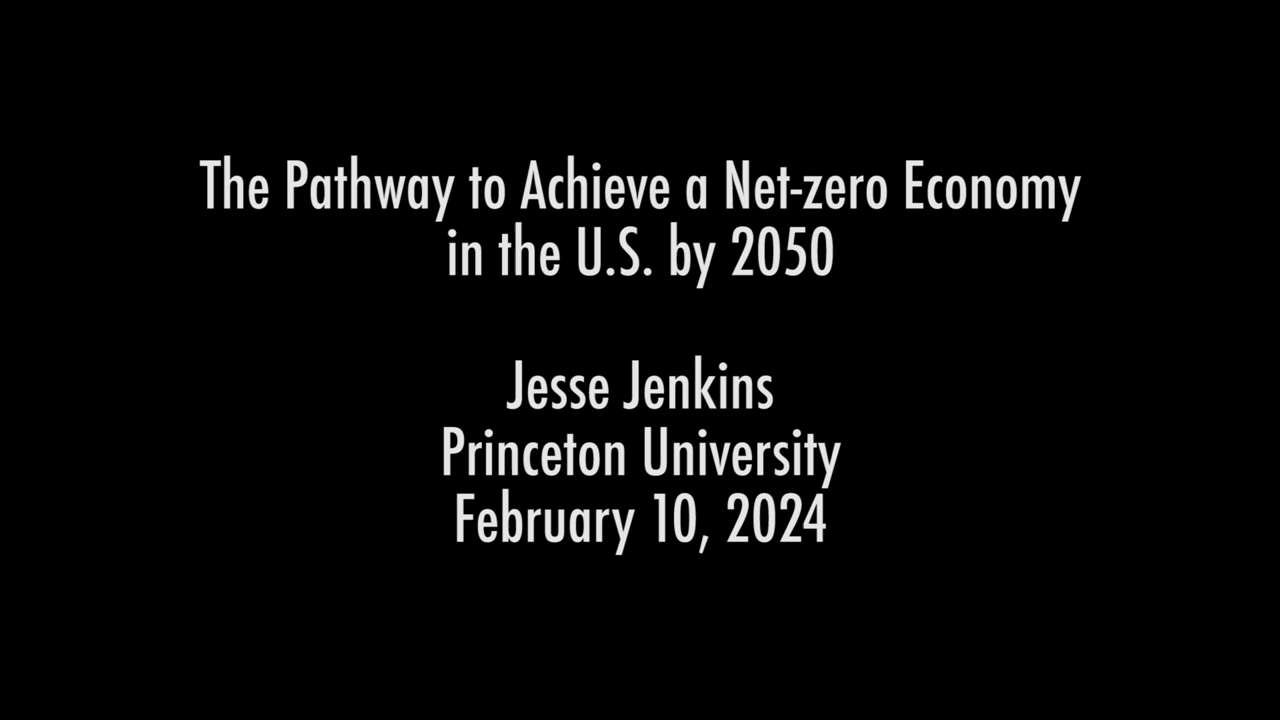 The Pathway to Achieve a Net-zero Economy
in the U.S. by 2050
Jesse Jenkins
Princeton University
February 10, 2024